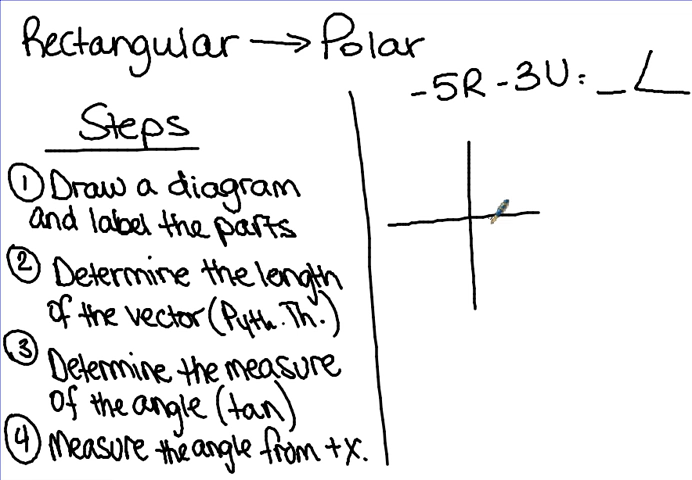 Rectangular → Polar
-5R -3U = _∠_
Steps
① Draw a diagram
and label the parts
② Determine the length
of the vector (Pyth. Th.)
③ Determine the measure
of the angle (tan)
④ Measure the angle from +x.